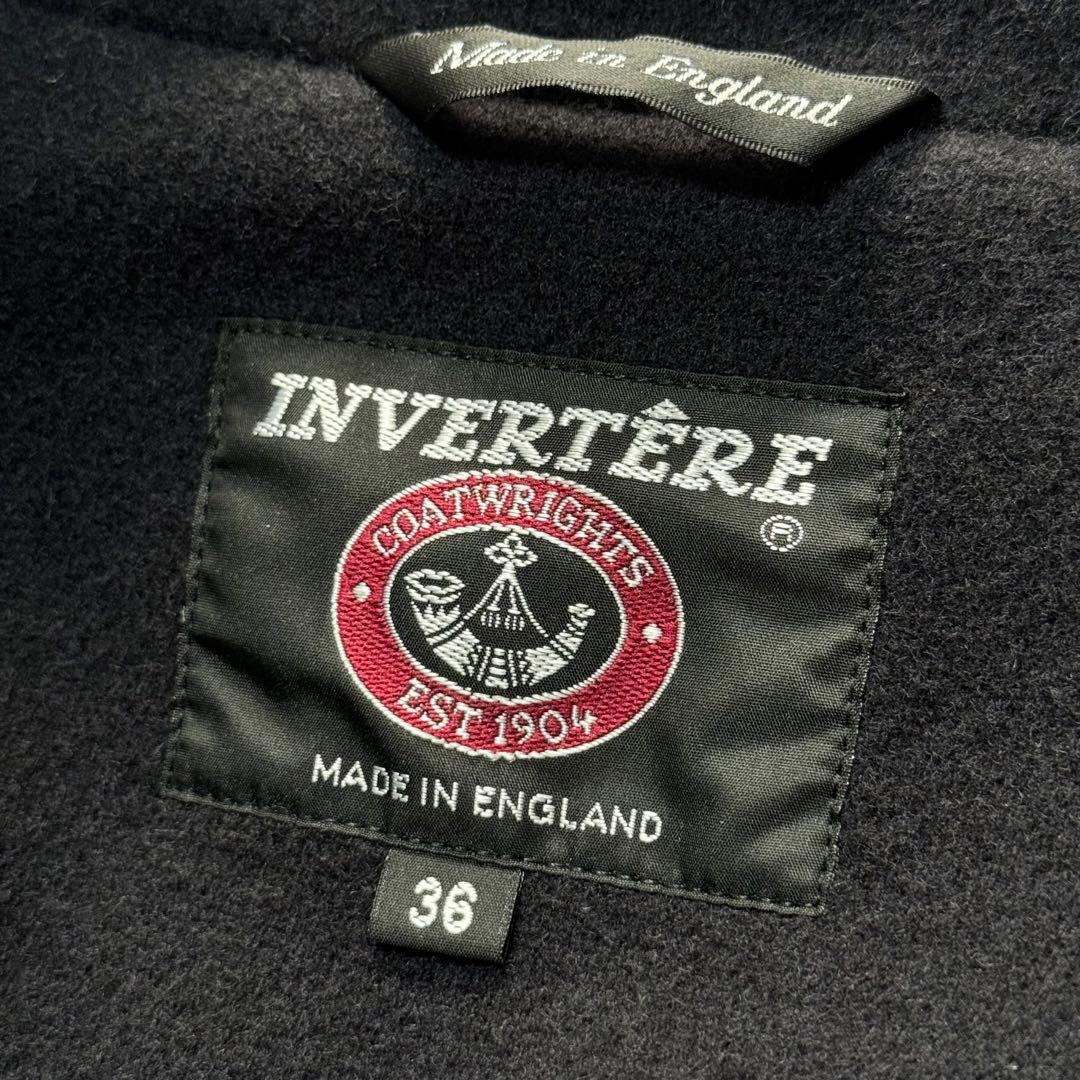 Made in England
INVERTÊRE
®
COATWRIGHTS
EST 1904
MADE IN ENGLAND
36